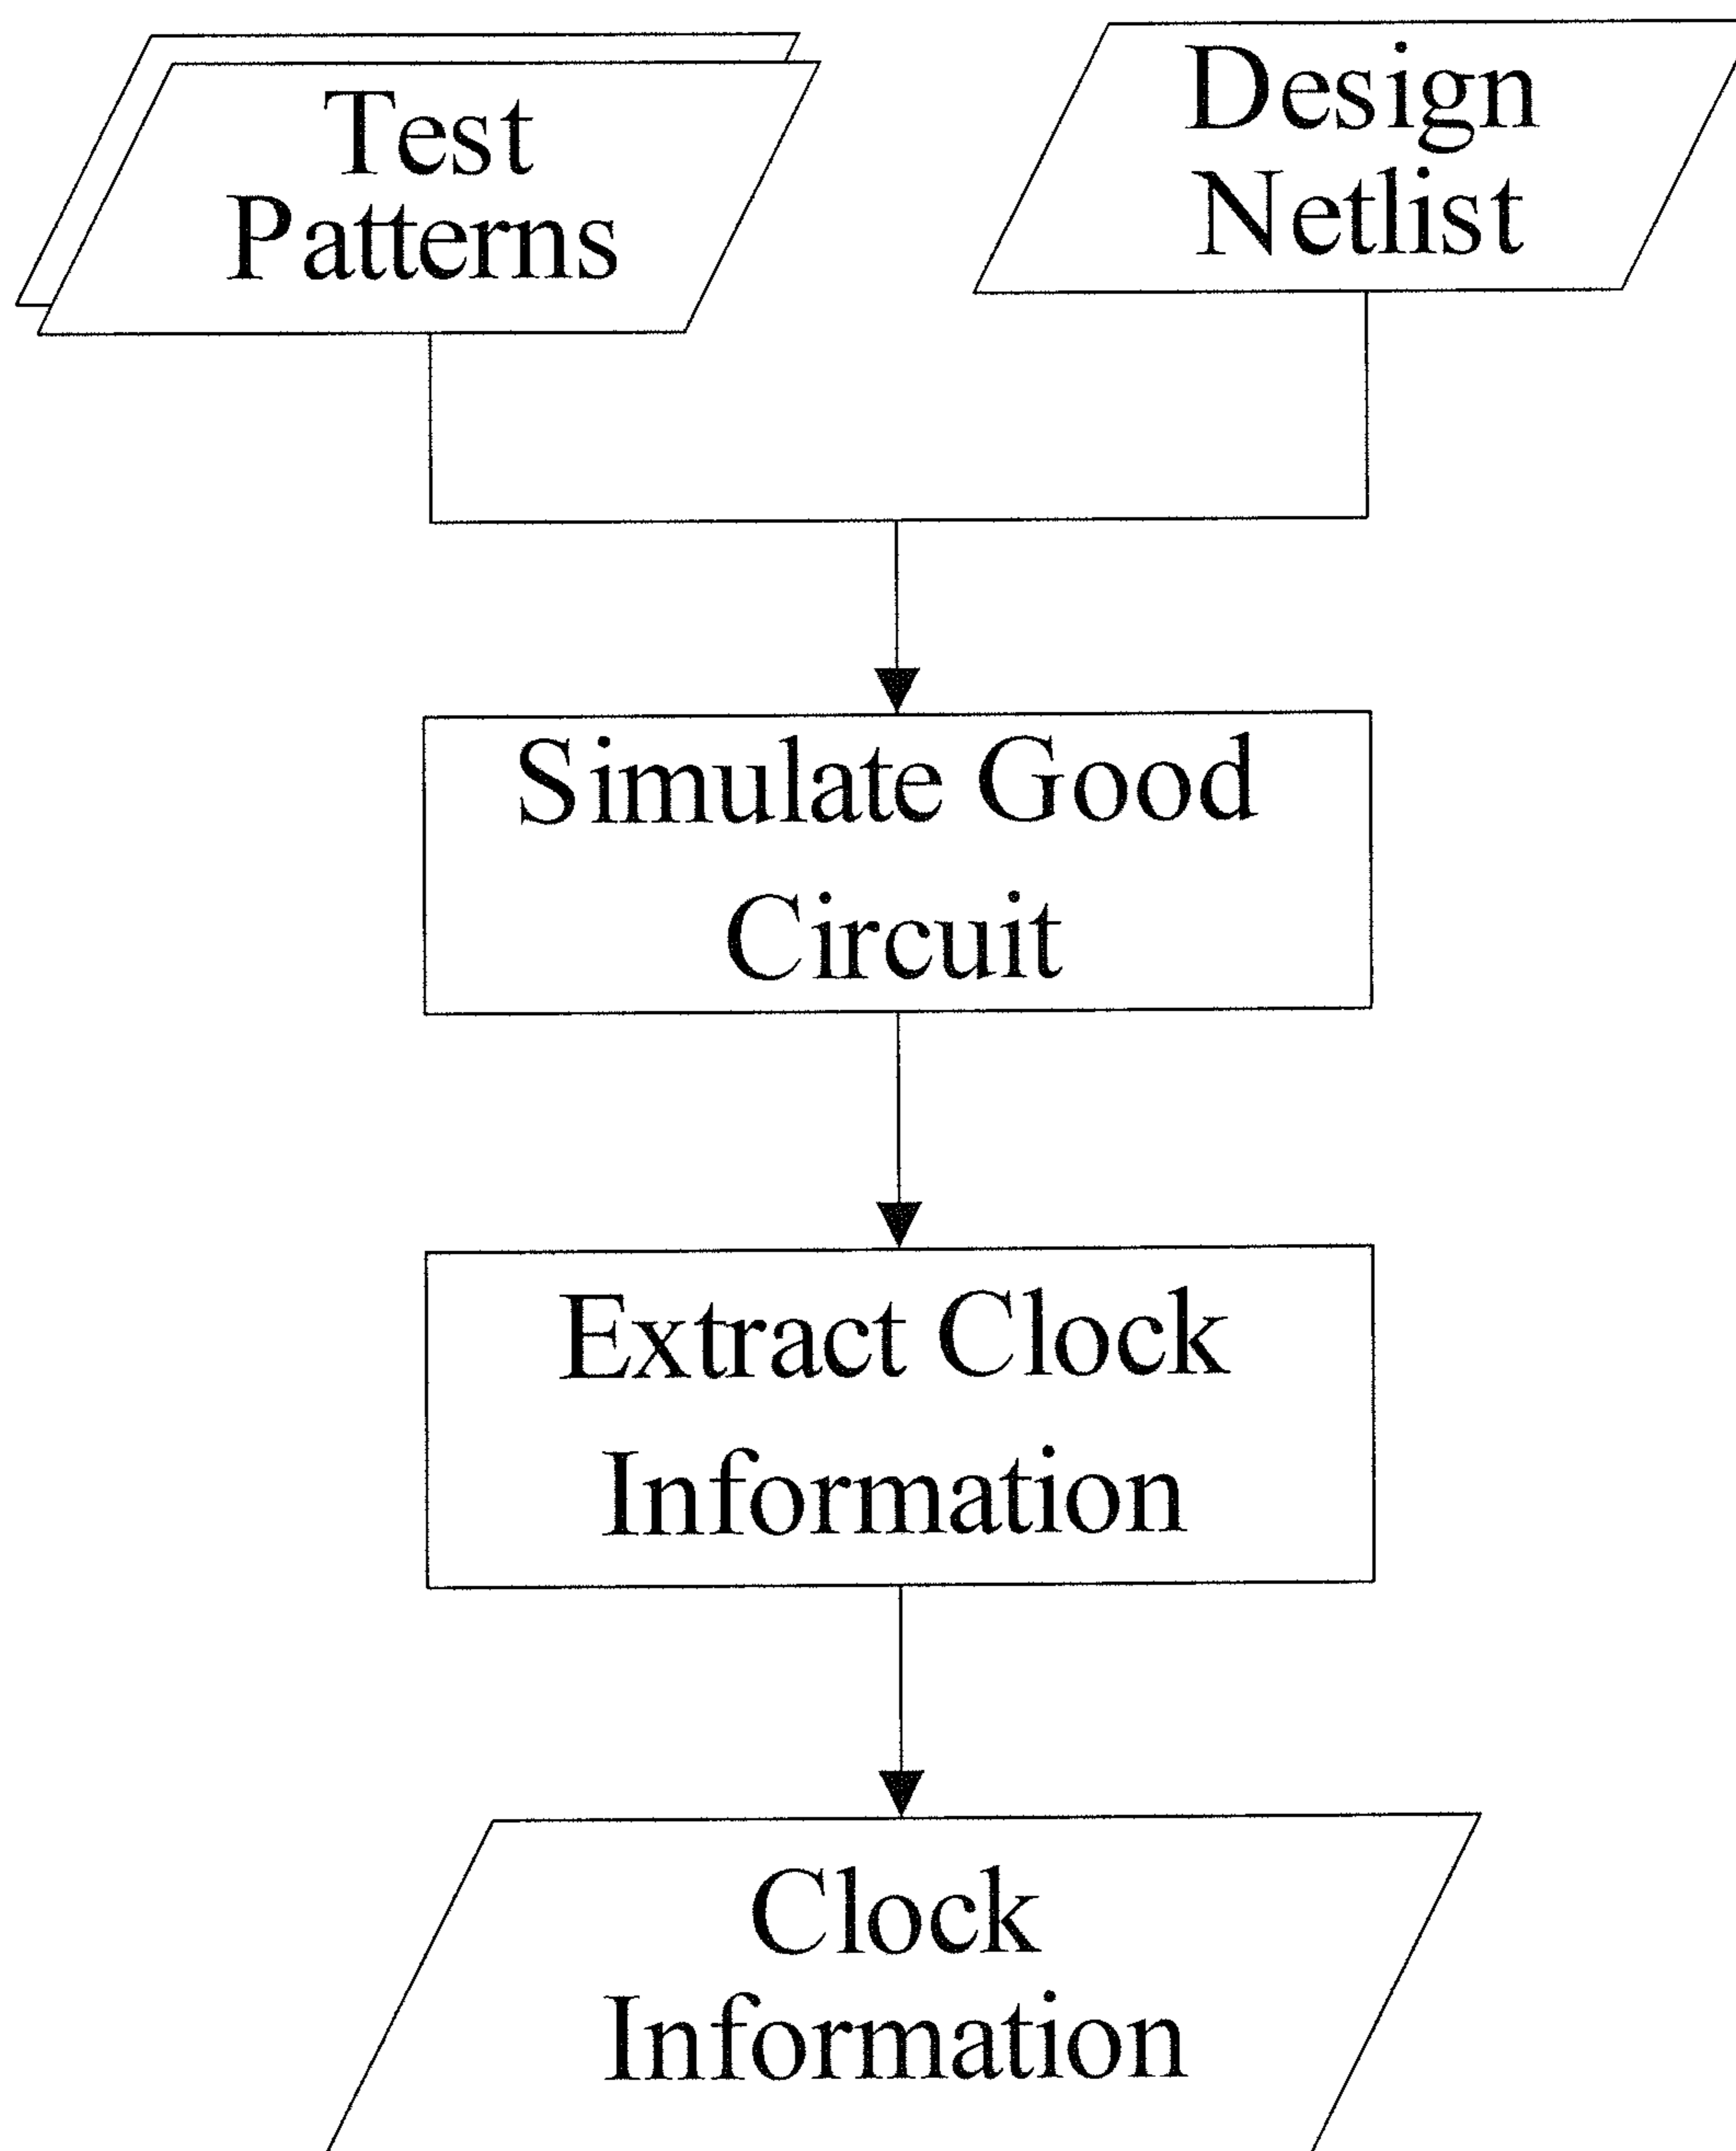 Test
Patterns
Design
Netlist
Simulate Good
Circuit
Extract Clock
Information
Clock
Information